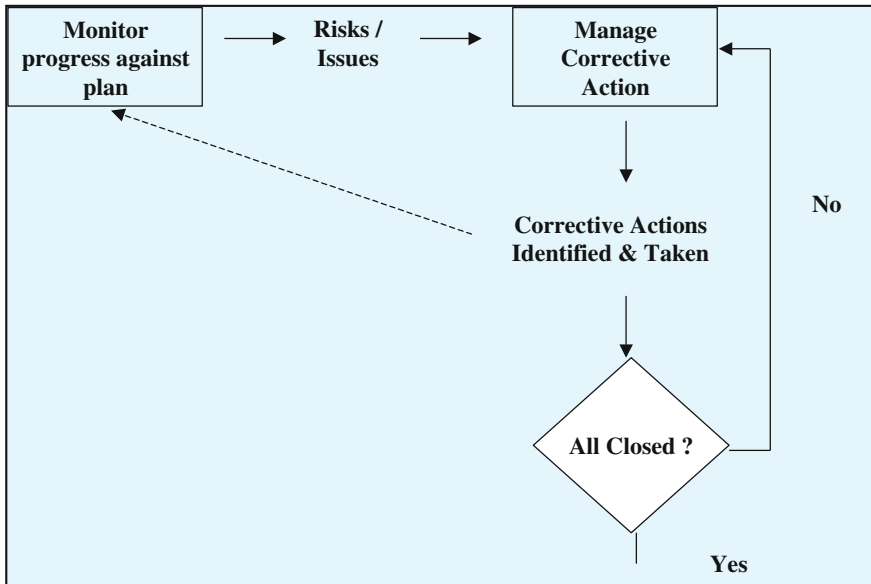 Monitor
progress against
plan
Risks /
Issues
Manage
Corrective
Action
Corrective Actions
Identified & Taken
No
All Closed ?
Yes